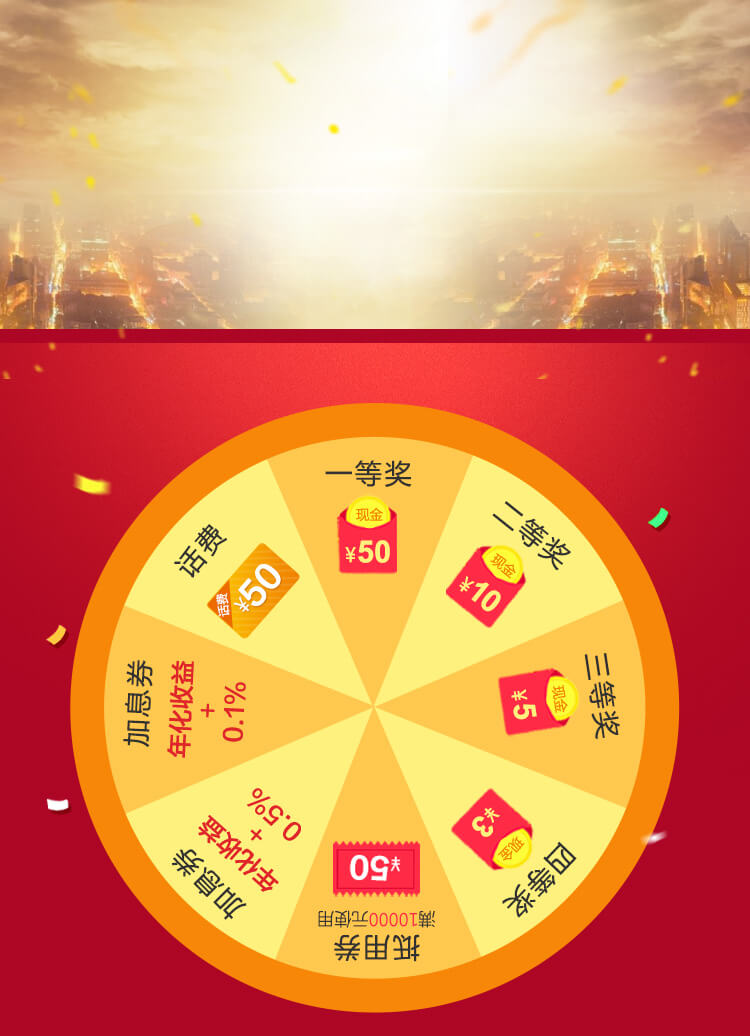 一等奖
现金
¥50
二等奖
现金
¥10
三等奖
现金
¥5
四等奖
现金
¥3
抵用券
满10000元使用
¥50
加息券
年化收益
+
0.5%
加息券
年化收益
+
0.1%
话费
话费
¥50